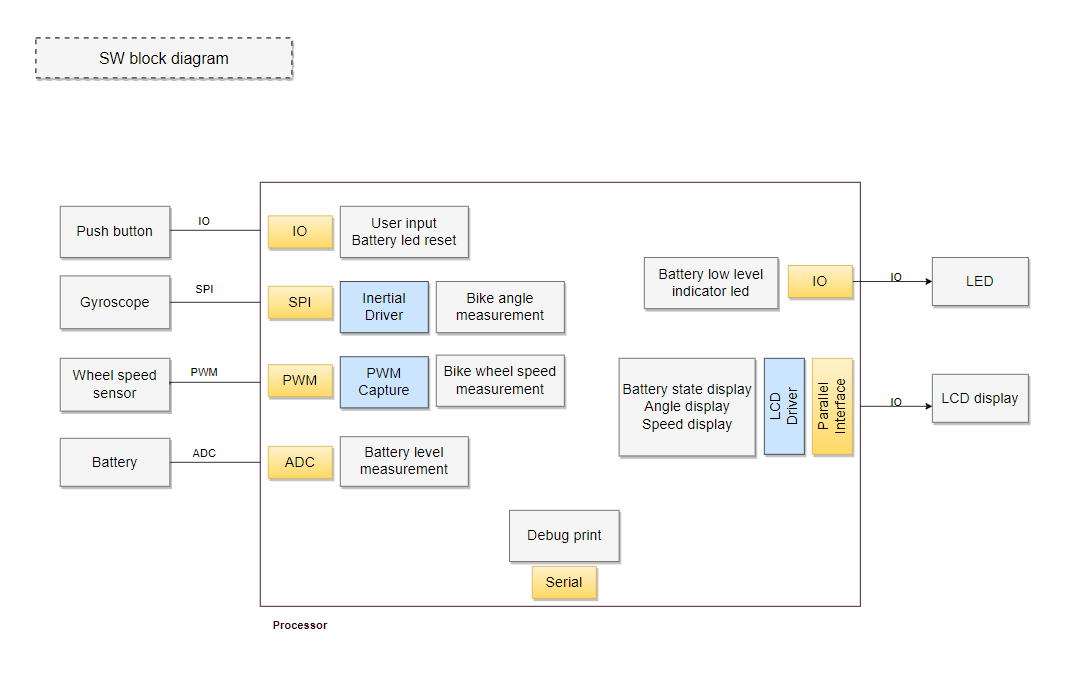 SW block diagram
Push button
IO
IO
User input
Battery led reset
Gyroscope
SPI
SPI
Inertial
Driver
Bike angle
measurement
Wheel speed
sensor
PWM
PWM
PWM
Capture
Bike wheel speed
measurement
Battery
ADC
ADC
Battery level
measurement
Battery low level
indicator led
IO
IO
LED
Battery state display
Angle display
Speed display
LCD
Driver
Parallel
Interface
IO
LCD display
Debug print
Serial
Processor